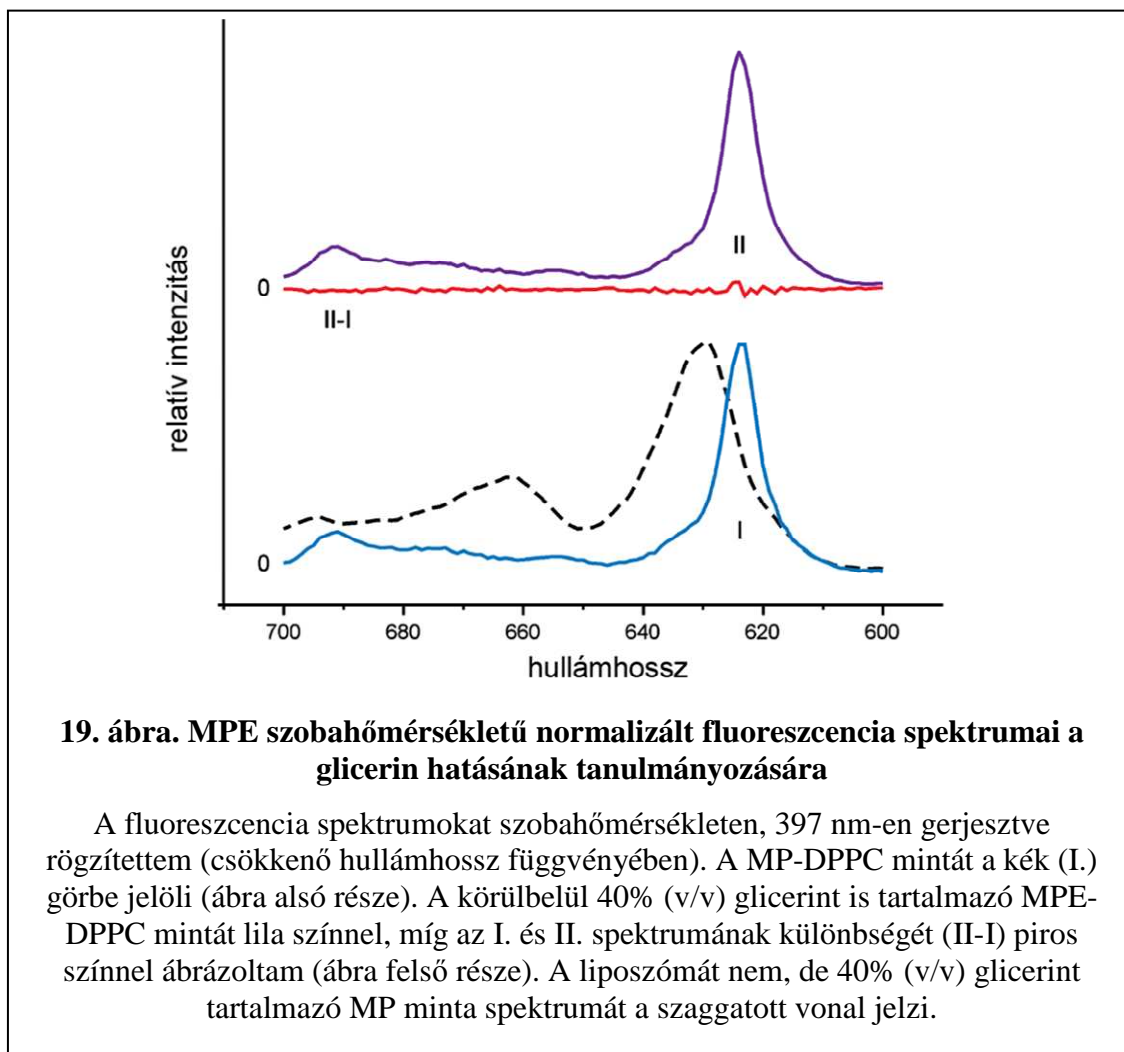 relatív intenzitás
0
II
II-I
0
I
700 680 660 640 620 600
hullámhossz
19. ábra. MPE szobahőmérsékletű normalizált fluoreszcencia spektrumai a
glicerin hatásának tanulmányozására
A fluoreszcencia spektrumokat szobahőmérsékleten, 397 nm-en gerjesztve
rögzítettem (csökkenő hullámhossz függvényében). A MP-DPPC mintát a kék (I.)
görbe jelöli (ábra alsó része). A körülbelül 40% (v/v) glicerint is tartalmazó MPE-
DPPC mintát lila színnel, míg az I. és II. spektrumának különbségét (II-I) piros
színnel ábrázoltam (ábra felső része). A liposzómát nem, de 40% (v/v) glicerint
tartalmazó MP minta spektrumát a szaggatott vonal jelzi.